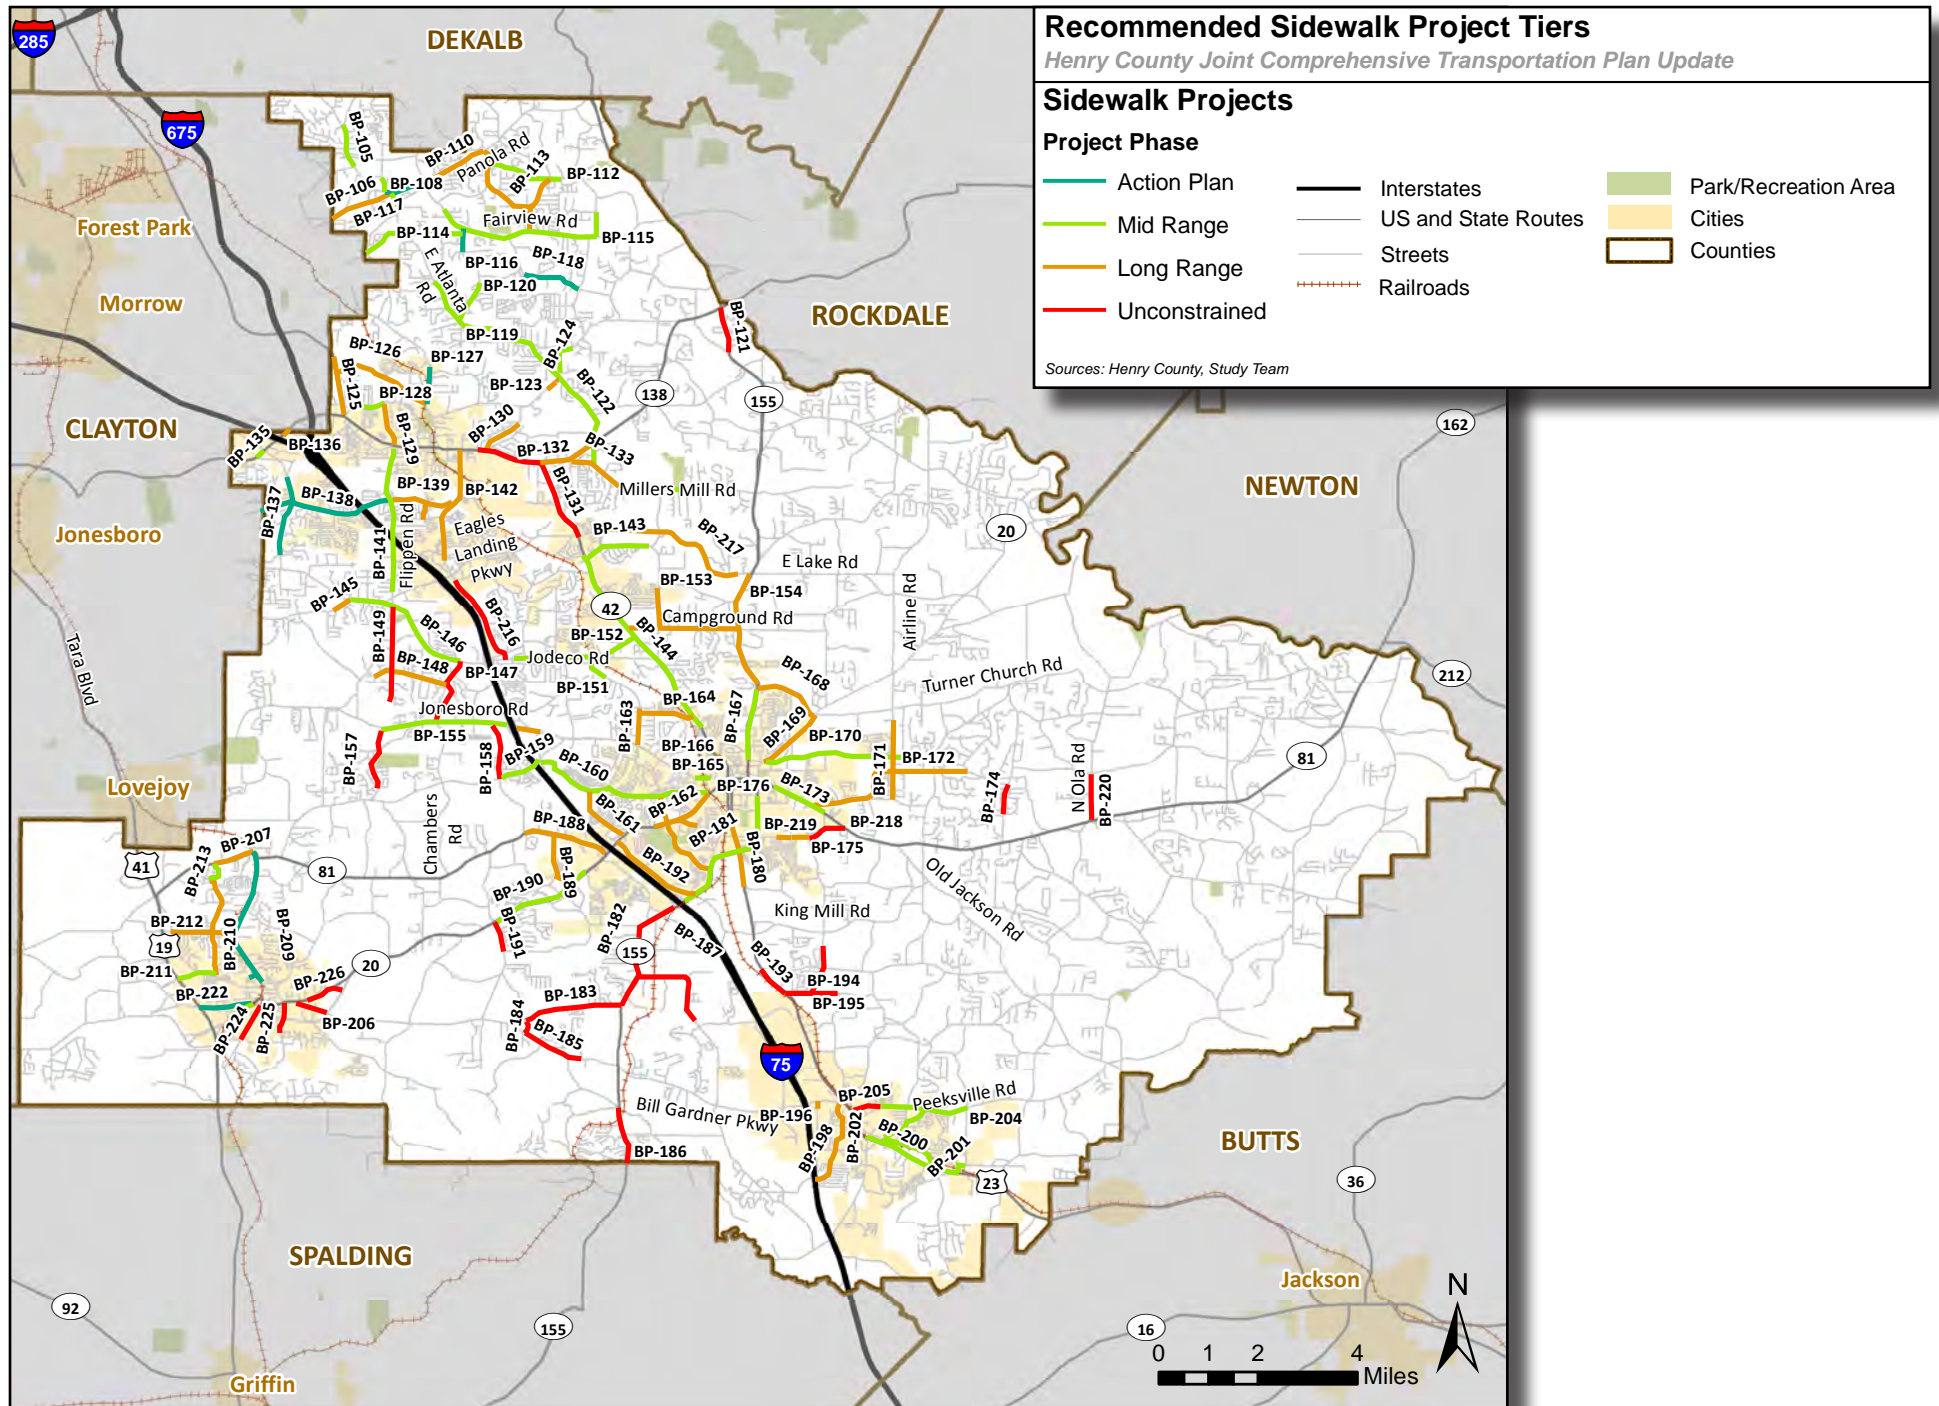 Recommended Sidewalk Project Tiers
Henry County Joint Comprehensive Transportation Plan Update
Sidewalk Projects
Project Phase
Action Plan
Mid Range
Long Range
Unconstrained
Interstates
US and State Routes
Streets
Railroads
Park/Recreation Area
Cities
Counties
Sources: Henry County, Study Team
285
DEKALB
675
BP-105
BP-110
Panola Rd
BP-113
BP-112
BP-106
BP-108
BP-117
Forest Park
Fairview Rd
BP-114
BP-115
BP-116
BP-118
E Atlanta
Rd
BP-120
Morrow
ROCKDALE
BP-119
BP-124
BP-121
BP-126
BP-127
BP-125
BP-128
BP-123
BP-122
138
155
CLAYTON
BP-130
162
BP-135
BP-136
BP-129
BP-132
BP-133
BP-139
BP-142
BP-131
Millers Mill Rd
NEWTON
BP-138
BP-137
Jonesboro
Flippen Rd
BP-141
Eagles
Landing
Pkwy
BP-143
BP-217
20
E Lake Rd
BP-153
BP-154
Airline Rd
BP-145
42
Campground Rd
BP-149
BP-146
BP-216
BP-152
BP-144
Tara Blvd
BP-148
BP-147
Jodeco Rd
BP-168
Turner Church Rd
212
BP-151
BP-164
BP-167
Jonesboro Rd
BP-163
BP-169
BP-155
BP-157
BP-158
BP-159
BP-166
BP-170
BP-171
BP-172
81
BP-160
BP-165
BP-174
N Ola Rd
BP-220
Lovejoy
BP-176
BP-173
BP-162
Chambers
Rd
BP-161
BP-188
BP-181
BP-219
BP-218
BP-175
41
BP-207
BP-213
81
BP-192
BP-189
BP-180
Old Jackson Rd
BP-190
BP-212
BP-210
BP-209
BP-182
King Mill Rd
19
BP-191
155
BP-187
20
BP-211
BP-226
BP-193
BP-194
BP-222
BP-183
BP-195
BP-184
BP-224
BP-225
BP-206
BP-185
75
BP-205
Peeksville Rd
Bill Gardner Pkwy
BP-196
BP-202
BP-204
BP-198
BP-200
BP-201
BP-186
BUTTS
23
36
SPALDING
Jackson
N
92
155
16
0 1 2 4
Miles
Griffin